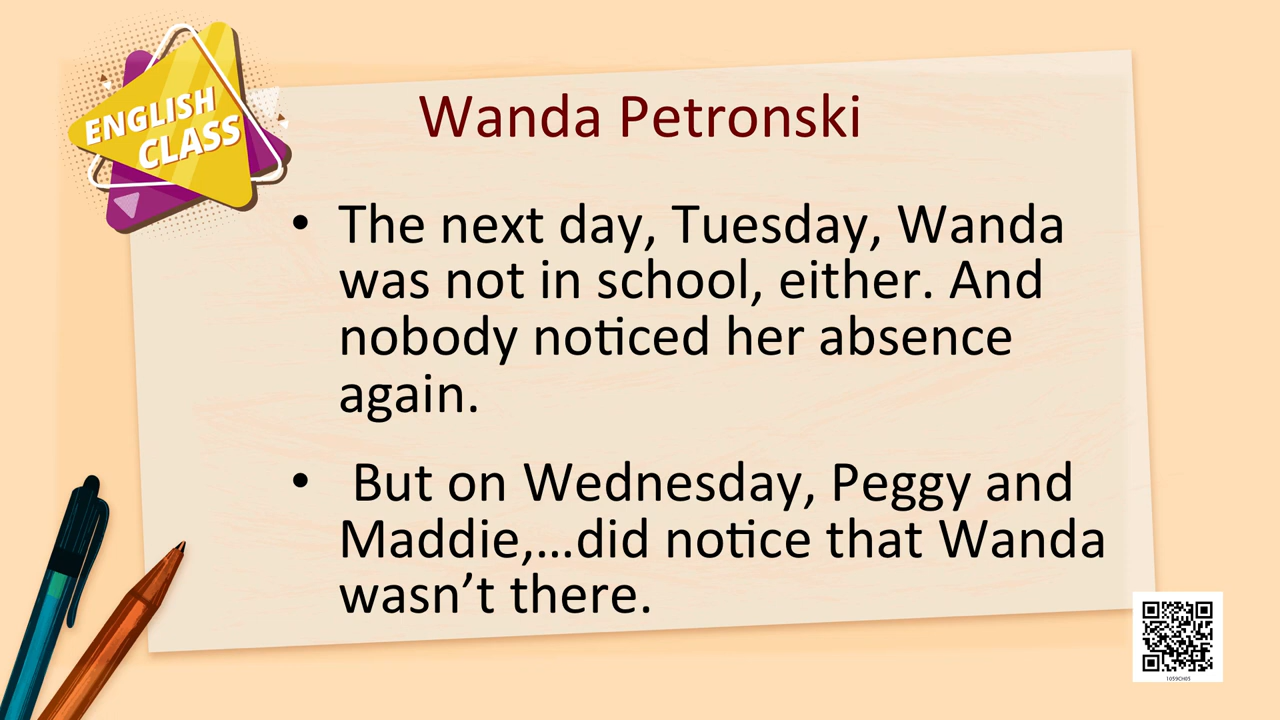 ENGLISH
CLASS
Wanda Petronski
• The next day, Tuesday, Wanda
was not in school, either. And
nobody noticed her absence
again.
• But on Wednesday, Peggy and
Maddie,...did notice that Wanda
wasn’t there.
1059CH05